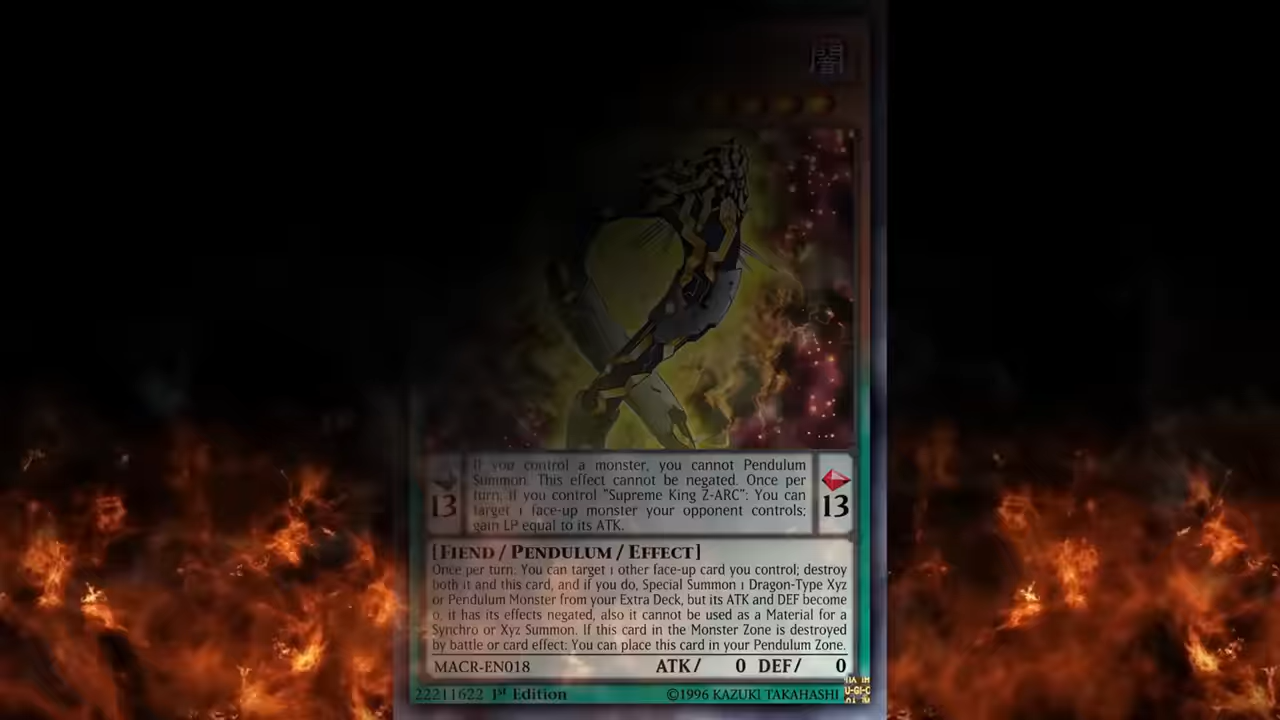 闇
If you control a monster, you cannot Pendulum
Summon. This effect cannot be negated. Once per
turn, if you control "Supreme King Z-ARC": You can
target 1 face-up monster your opponent controls;
gain LP equal to its ATK.
13
13
[FIEND / PENDULUM / EFFECT]
Once per turn: You can target 1 other face-up card you control; destroy
both it and this card, and if you do, Special Summon 1 Dragon-Type Xyz
or Pendulum Monster from your Extra Deck, but its ATK and DEF become
0, it has its effects negated, also it cannot be used as a Material for a
Synchro or Xyz Summon. If this card in the Monster Zone is destroyed
by battle or card effect: You can place this card in your Pendulum Zone.
MACR-EN018 ATK/ 0 DEF/ 0
22211622 1st Edition ©1996 KAZUKI TAKAHASHI